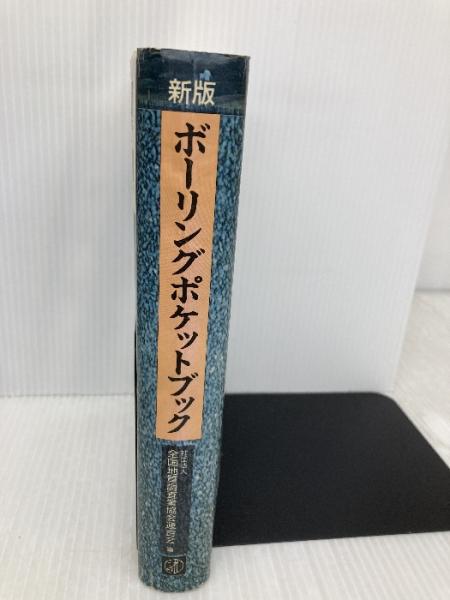 新版
ボーリングポケットブック
社団法人
全国地質調査業協会連合会 編